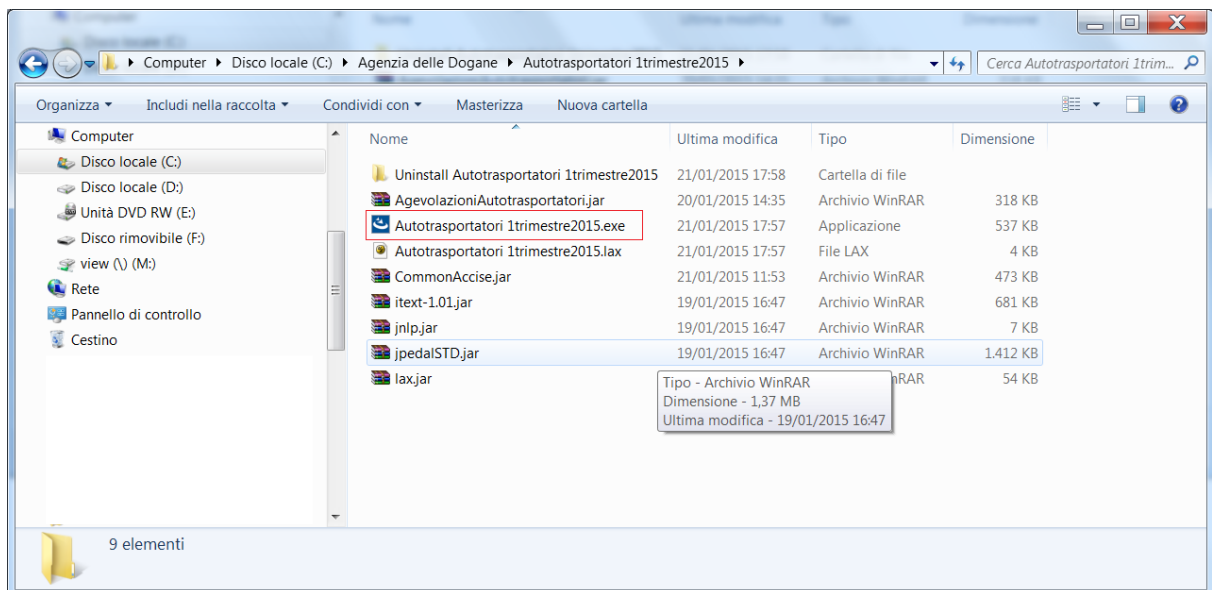 Computer ▸ Disco locale (C:) ▸ Agenzia delle Dogane ▸ Autotrasportatori 1trimestre2015 ▸
Cerca Autotrasportatori 1trim...
Organizza Includi nella raccolta Condividi con Masterizza Nuova cartella
Computer
Disco locale (C:)
Disco locale (D:)
Unità DVD RW (E:)
Disco rimovibile (F:)
view (\) (M:)
Rete
Pannello di controllo
Cestino
Nome Ultima modifica Tipo Dimensione
Uninstall Autotrasportatori 1trimestre2015 21/01/2015 17:58 Cartella di file
AgevolazioniAutotrasportatori.jar 20/01/2015 14:35 Archivio WinRAR 318 KB
Autotrasportatori 1trimestre2015.exe 21/01/2015 17:57 Applicazione 537 KB
Autotrasportatori 1trimestre2015.lax 21/01/2015 17:57 File LAX 4 KB
CommonAccise.jar 21/01/2015 11:53 Archivio WinRAR 473 KB
itext-1.01.jar 19/01/2015 16:47 Archivio WinRAR 681 KB
jnlp.jar 19/01/2015 16:47 Archivio WinRAR 7 KB
jpedalSTD.jar 19/01/2015 16:47 Archivio WinRAR 1.412 KB
lax.jar nRAR 54 KB
Tipo - Archivio WinRAR
Dimensione - 1,37 MB
Ultima modifica - 19/01/2015 16:47
9 elementi